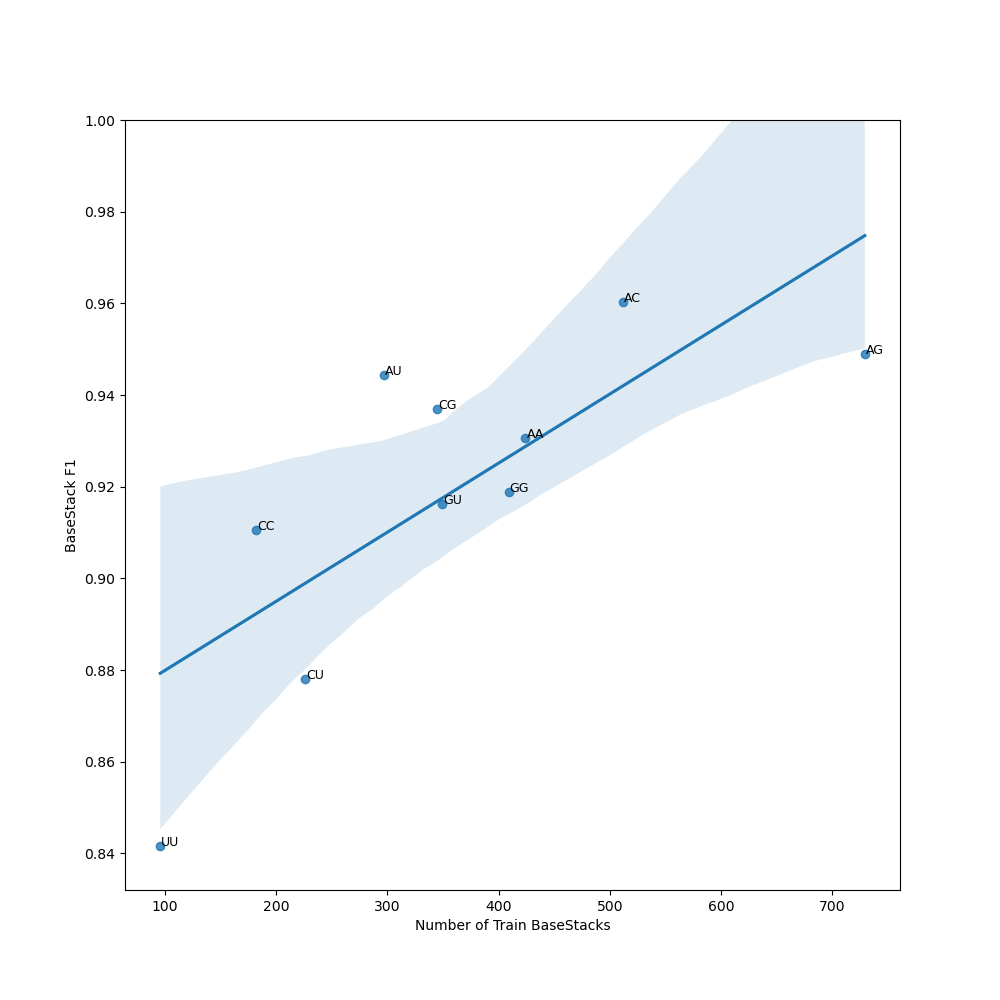 1.00
0.98
0.96
0.94
0.92
0.90
0.88
0.86
0.84
BaseStack F1
AC
AG
AU
CG
AA
GG
GU
CC
CU
UU
100 200 300 400 500 600 700
Number of Train BaseStacks